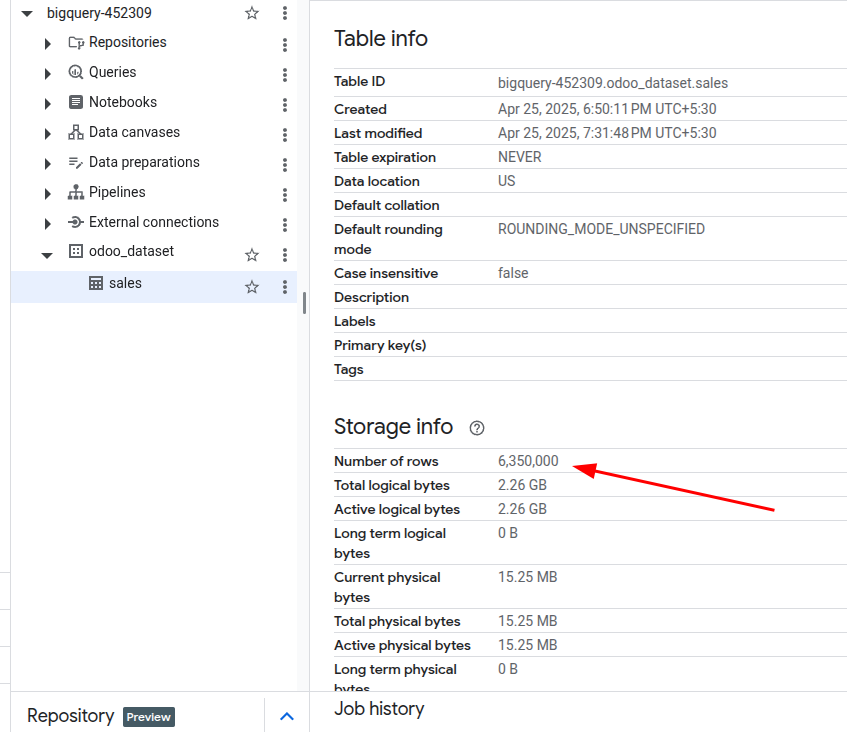 bigquery-452309
Repositories
Queries
Notebooks
Data canvases
Data preparations
Pipelines
External connections
odoo_dataset
sales
Repository Preview
Table info
Table ID bigquery-452309.odoo_dataset.sales
Created Apr 25, 2025, 6:50:11 PM UTC+5:30
Last modified Apr 25, 2025, 7:31:48 PM UTC+5:30
Table expiration NEVER
Data location US
Default collation
Default rounding ROUNDING_MODE_UNSPECIFIED
mode
Case insensitive false
Description
Labels
Primary key(s)
Tags
Storage info ?
Number of rows 6,350,000
Total logical bytes 2.26 GB
Active logical bytes 2.26 GB
Long term logical 0 B
bytes
Current physical 15.25 MB
bytes
Total physical bytes 15.25 MB
Active physical bytes 15.25 MB
Long term physical 0 B
bytes
Job history